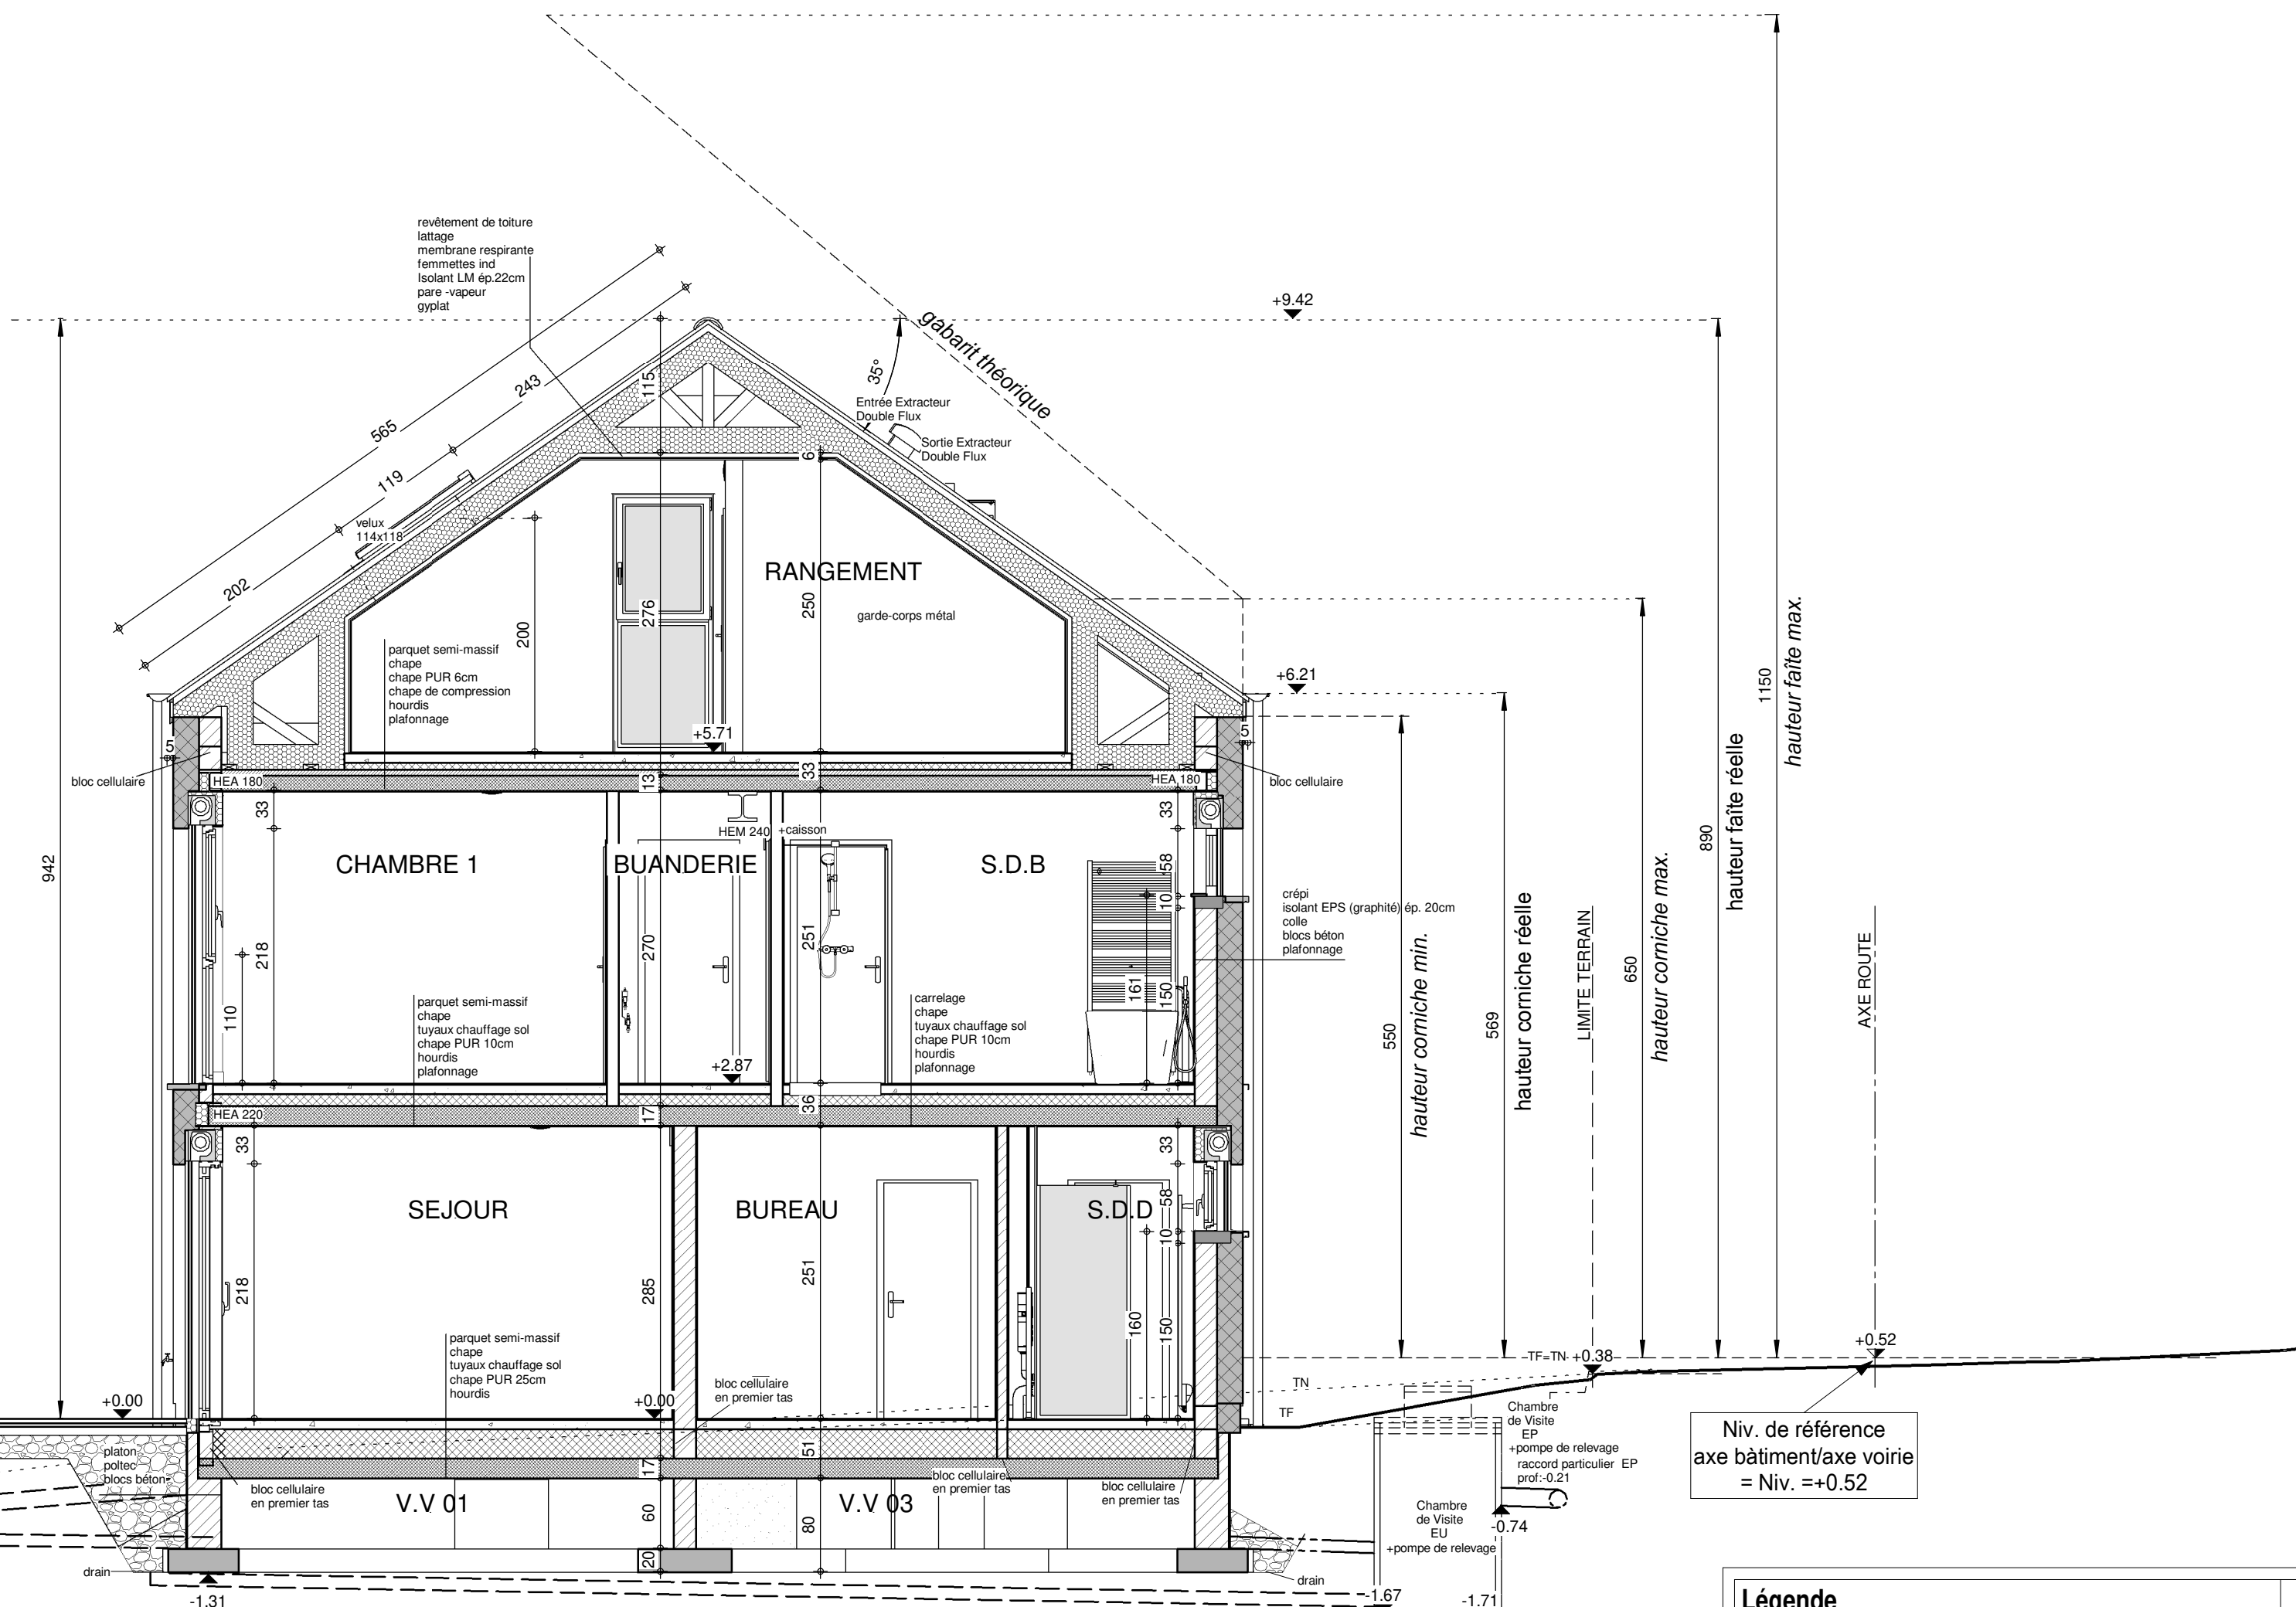 revêtement de toiture
lattage
membrane respirante
femmettes ind
Isolant LM ép.22cm
pare -vapeur
gyplat
+9.42
gabarit théorique
35°
115
243
565
119
202
Entrée Extracteur
Double Flux
Sortie Extracteur
Double Flux
6
velux
114x118
RANGEMENT
garde-corps métal
200
276
250
parquet semi-massif
chape
chape PUR 6cm
chape de compression
hourdis
plafonnage
+5.71
+6.21
5
5
bloc cellulaire
bloc cellulaire
HEA 180
HEA 180
13
33
33
33
HEM 240
+caisson
942
CHAMBRE 1
BUANDERIE
S.D.B
58
10
crépi
isolant EPS (graphité) ép. 20cm
colle
blocs béton
plafonnage
218
110
270
251
161
150
parquet semi-massif
chape
tuyaux chauffage sol
chape PUR 10cm
hourdis
plafonnage
carrelage
chape
tuyaux chauffage sol
chape PUR 10cm
hourdis
plafonnage
+2.87
HEA 220
17
36
33
33
SEJOUR
BUREAU
S.D.D
58
10
218
285
251
160
150
parquet semi-massif
chape
tuyaux chauffage sol
chape PUR 25cm
hourdis
bloc cellulaire
en premier tas
+0.00
+0.00
platon
poltec
blocs béton
bloc cellulaire
en premier tas
17
51
bloc cellulaire
en premier tas
bloc cellulaire
en premier tas
V.V 01
V.V 03
60
80
20
drain
drain
-1.31
550
hauteur corniche min.
569
hauteur corniche réelle
LIMITE TERRAIN
650
hauteur corniche max.
890
hauteur faîte réelle
1150
hauteur faîte max.
AXE ROUTE
TF=TN
+0.38
+0.52
TN
TF
Chambre
de Visite
EP
+pompe de relevage
raccord particulier EP
prof:-0.21
Chambre
de Visite
EU
+pompe de relevage
-0.74
-1.67
-1.71
Niv. de référence
axe bàtiment/axe voirie
= Niv. =+0.52
Légende